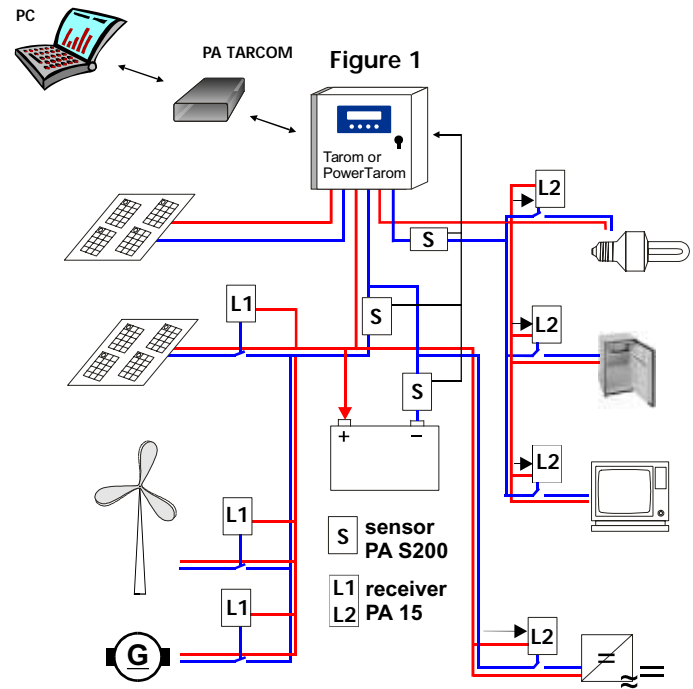 PC
PA TARCOM
Figure 1
Tarom or
PowerTarom
L2
S
L1
S
L2
S
+
−
L2
L1
S
sensor
PA S200
L1
L1
L2
receiver
PA 15
L2
G
=
≈
=